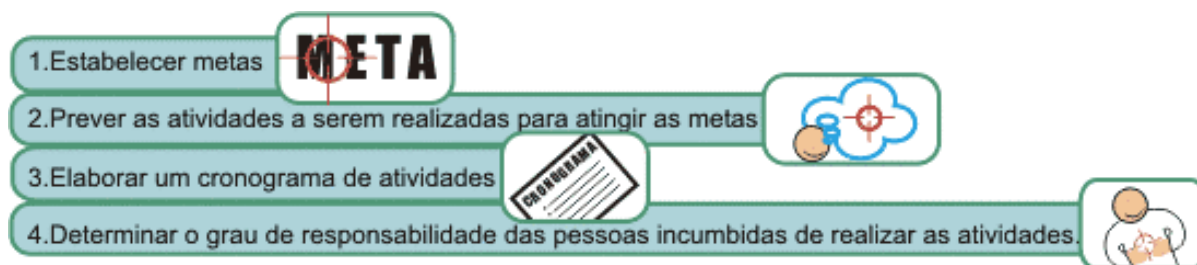 1.Estabelecer metas
META
2.Prever as atividades a serem realizadas para atingir as metas
3.Elaborar um cronograma de atividades
CRONOGRAMA
4.Determinar o grau de responsabilidade das pessoas incumbidas de realizar as atividades.